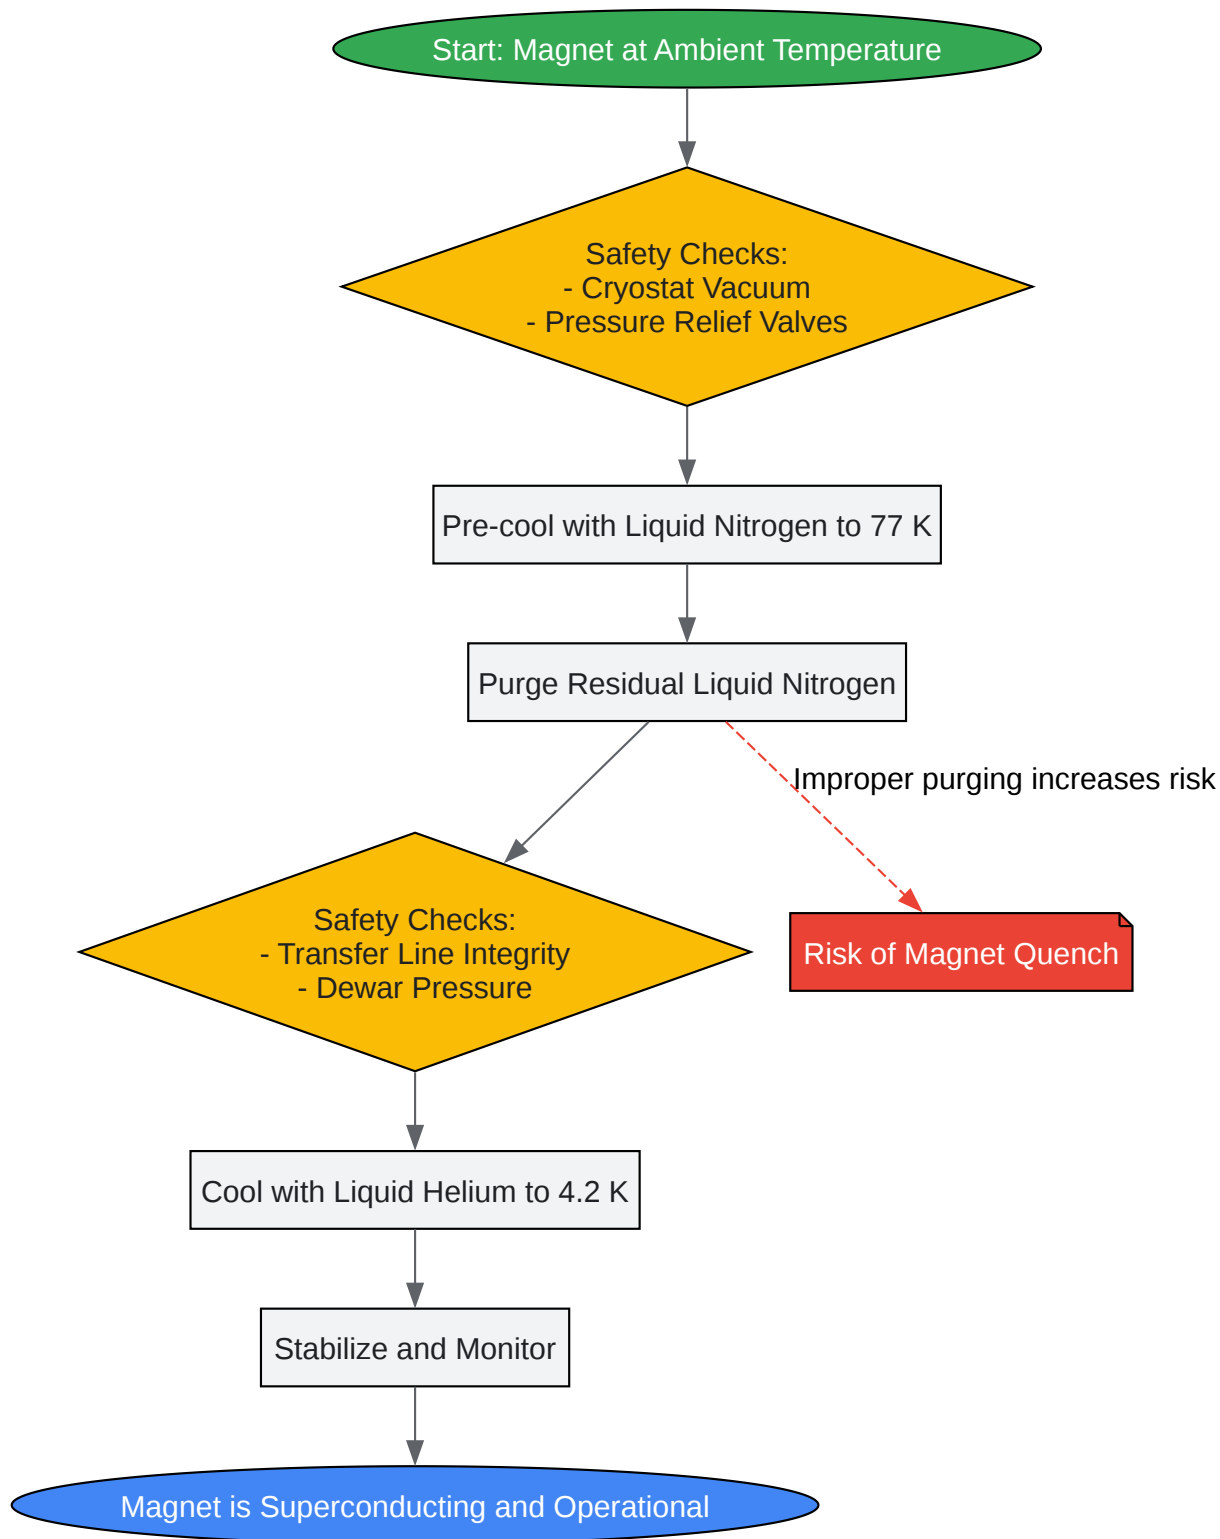 Start: Magnet at Ambient Temperature
Safety Checks:
- Cryostat Vacuum
- Pressure Relief Valves
Pre-cool with Liquid Nitrogen to 77 K
Purge Residual Liquid Nitrogen
Improper purging increases risk
Safety Checks:
- Transfer Line Integrity
- Dewar Pressure
Risk of Magnet Quench
Cool with Liquid Helium to 4.2 K
Stabilize and Monitor
Magnet is Superconducting and Operational